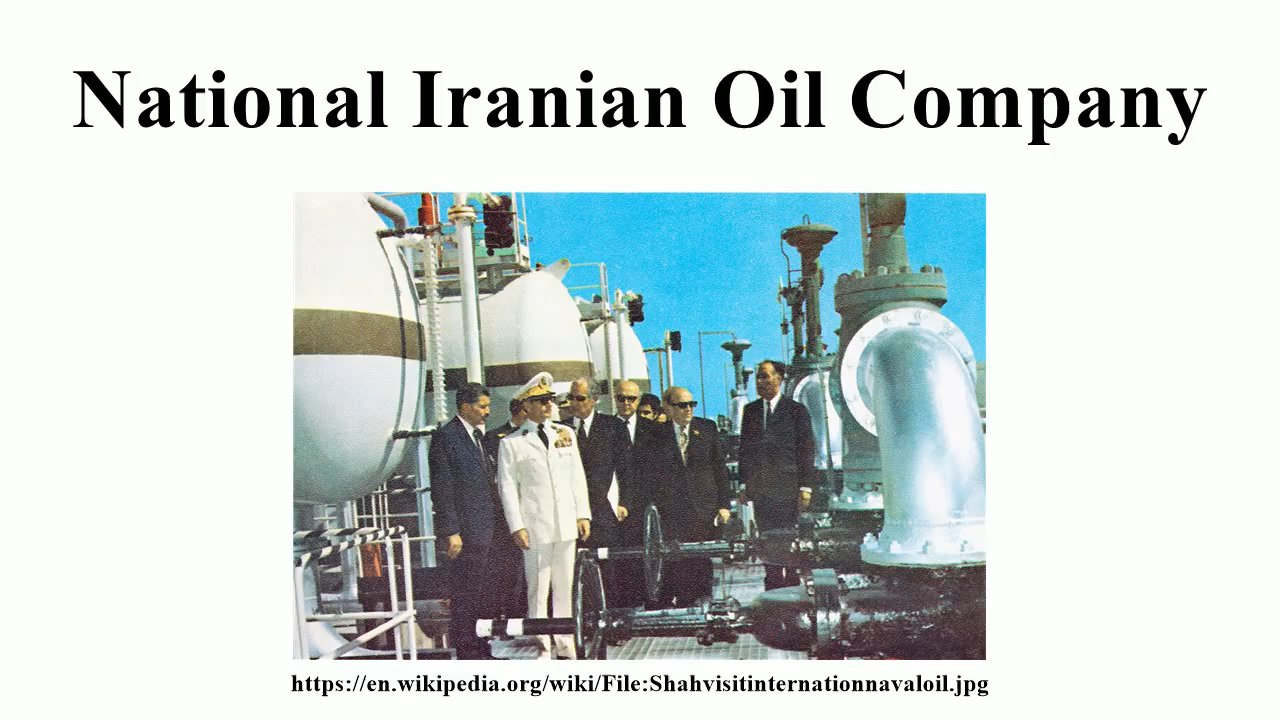 National Iranian Oil Company
https://en.wikipedia.org/wiki/File:Shahvisitinternationnavaloil.jpg